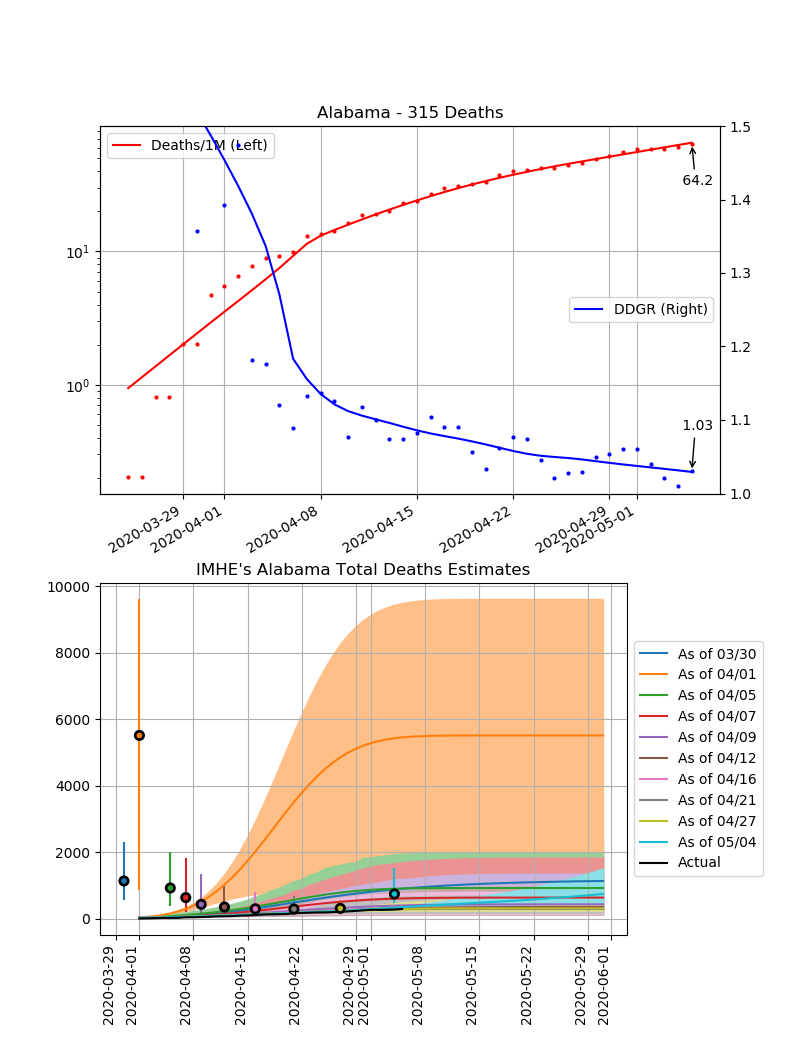 Alabama - 315 Deaths
Deaths/1M (Left)
DDGR (Right)
64.2
1.03
10^1
10^0
1.5
1.4
1.3
1.2
1.1
1.0
2020-03-29
2020-04-01
2020-04-08
2020-04-15
2020-04-22
2020-04-29
2020-05-01
IMHE's Alabama Total Deaths Estimates
10000
8000
6000
4000
2000
0
2020-03-29
2020-04-01
2020-04-08
2020-04-15
2020-04-22
2020-04-29
2020-05-01
2020-05-08
2020-05-15
2020-05-22
2020-05-29
2020-06-01
As of 03/30
As of 04/01
As of 04/05
As of 04/07
As of 04/09
As of 04/12
As of 04/16
As of 04/21
As of 04/27
As of 05/04
Actual